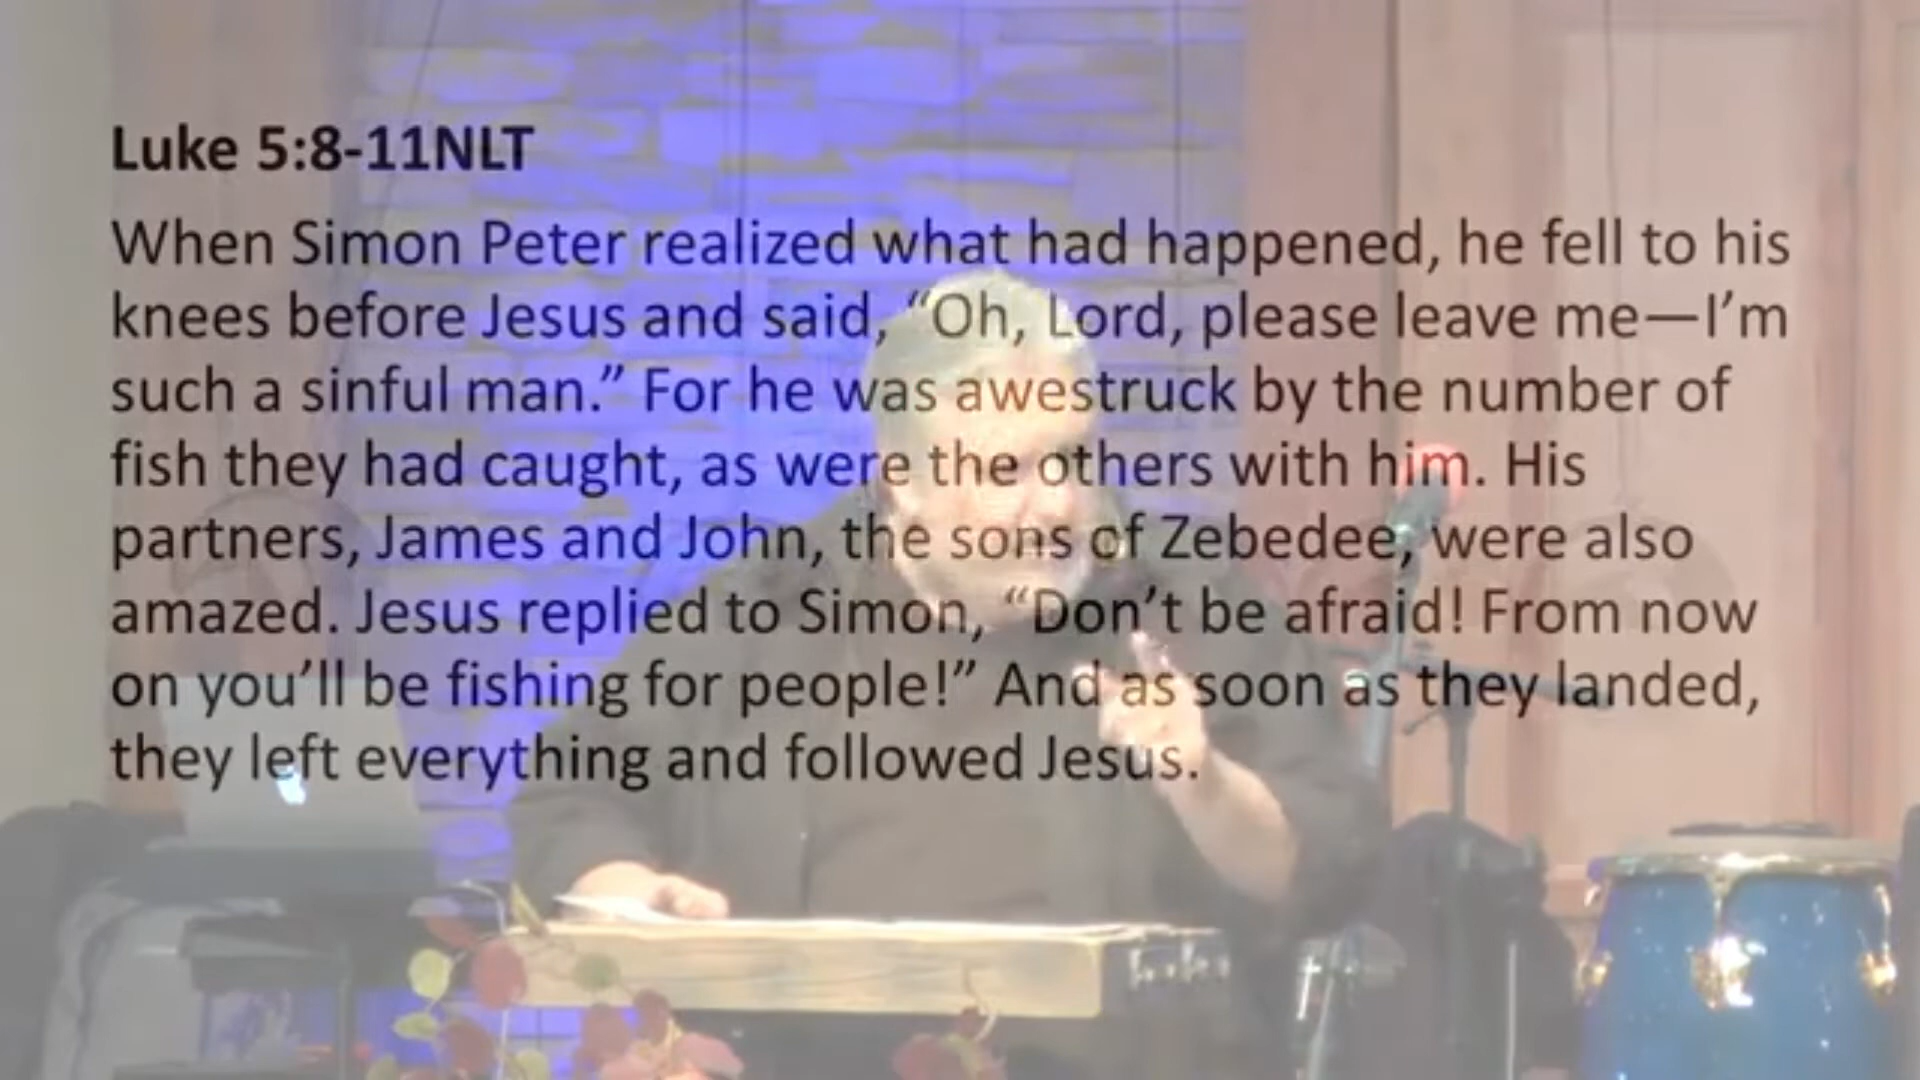 Luke 5:8-11NLT
When Simon Peter realized what had happened, he fell to his
knees before Jesus and said, “Oh, Lord, please leave me—I’m
such a sinful man.” For he was awestruck by the number of
fish they had caught, as were the others with him. His
partners, James and John, the sons of Zebedee, were also
amazed. Jesus replied to Simon, “Don’t be afraid! From now
on you’ll be fishing for people!” And as soon as they landed,
they left everything and followed Jesus.